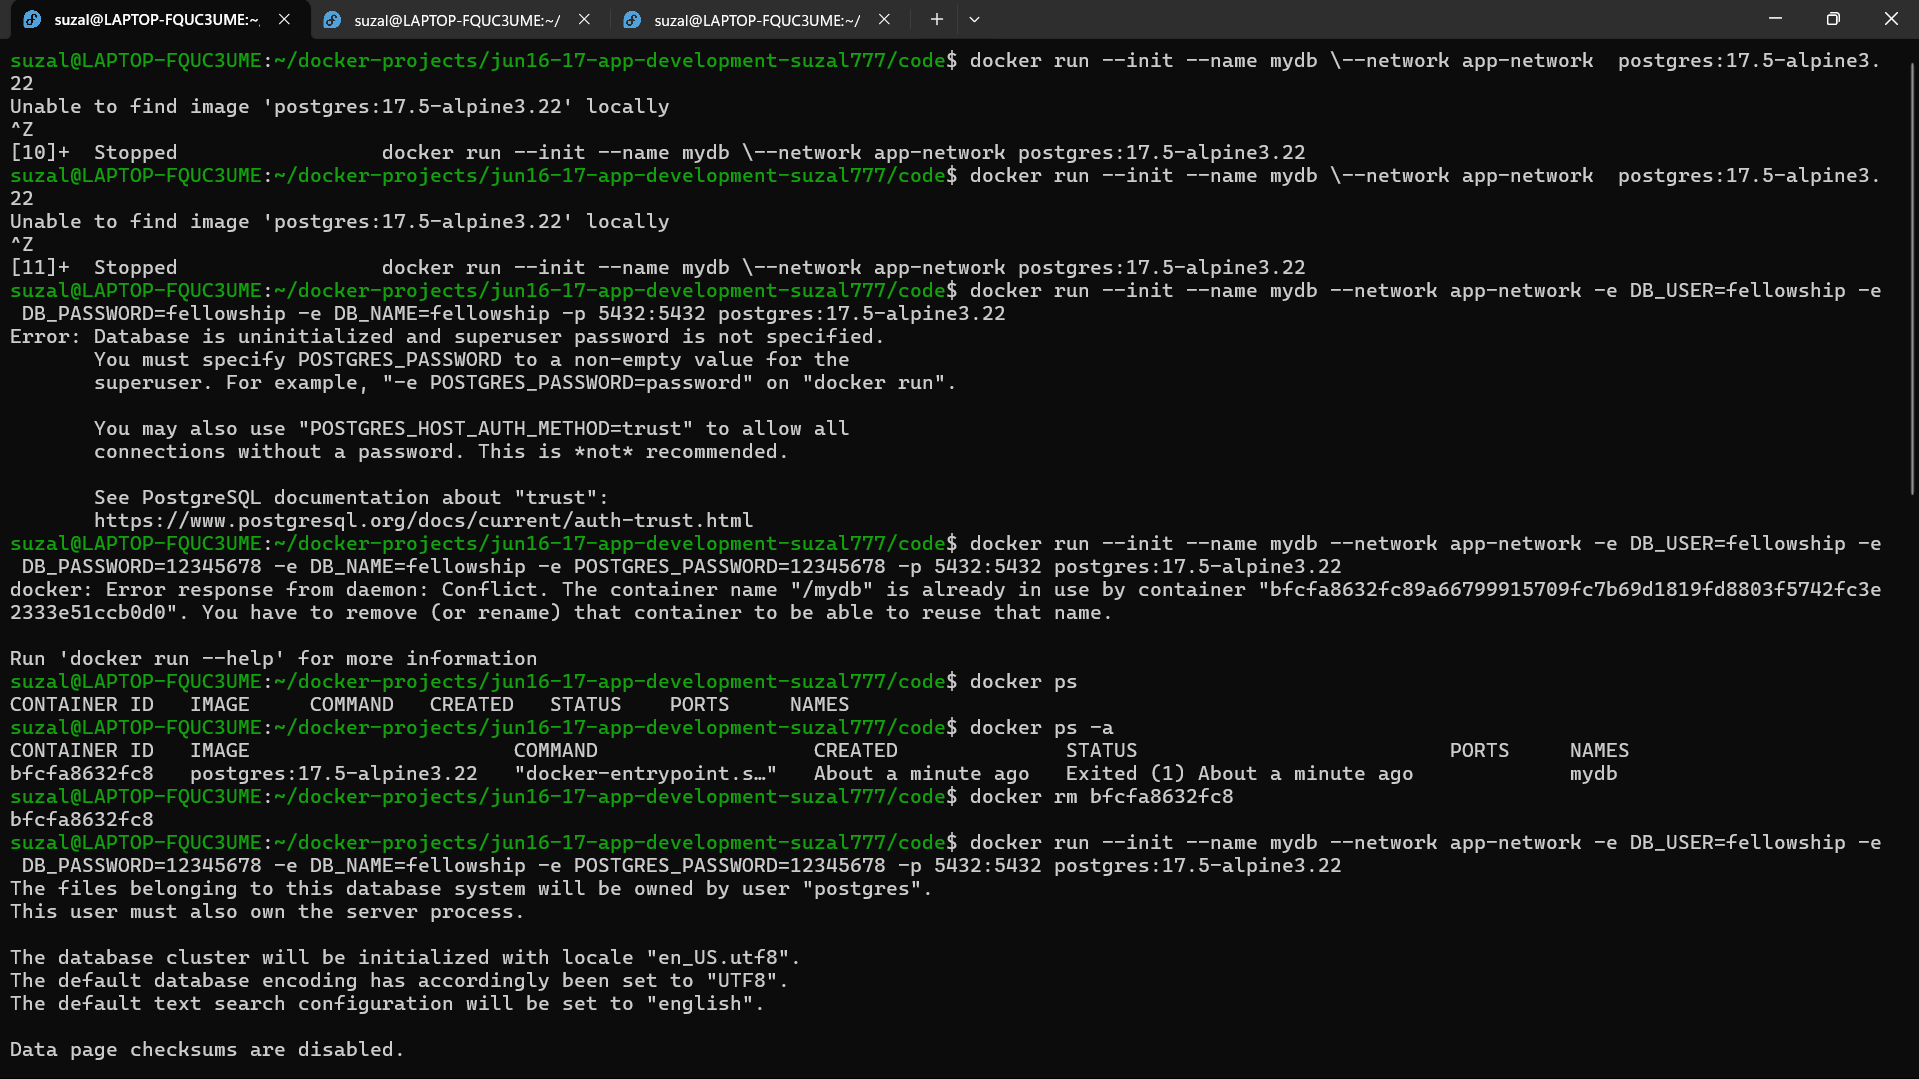 suzal@LAPTOP-FQUC3UME:~/ suzal@LAPTOP-FQUC3UME:~/ suzal@LAPTOP-FQUC3UME:~/
suzal@LAPTOP-FQUC3UME:~/docker-projects/jun16-17-app-development-suzal777/code$ docker run --init --name mydb \--network app-network  postgres:17.5-alpine3.
22
Unable to find image 'postgres:17.5-alpine3.22' locally
^Z
[10]+  Stopped                 docker run --init --name mydb \--network app-network postgres:17.5-alpine3.22
suzal@LAPTOP-FQUC3UME:~/docker-projects/jun16-17-app-development-suzal777/code$ docker run --init --name mydb \--network app-network  postgres:17.5-alpine3.
22
Unable to find image 'postgres:17.5-alpine3.22' locally
^Z
[11]+  Stopped                 docker run --init --name mydb \--network app-network postgres:17.5-alpine3.22
suzal@LAPTOP-FQUC3UME:~/docker-projects/jun16-17-app-development-suzal777/code$ docker run --init --name mydb --network app-network -e DB_USER=fellowship -e
 DB_PASSWORD=fellowship -e DB_NAME=fellowship -p 5432:5432 postgres:17.5-alpine3.22
Error: Database is uninitialized and superuser password is not specified.
       You must specify POSTGRES_PASSWORD to a non-empty value for the
       superuser. For example, "-e POSTGRES_PASSWORD=password" on "docker run".
       You may also use "POSTGRES_HOST_AUTH_METHOD=trust" to allow all
       connections without a password. This is *not* recommended.
       See PostgreSQL documentation about "trust":
       https://www.postgresql.org/docs/current/auth-trust.html
suzal@LAPTOP-FQUC3UME:~/docker-projects/jun16-17-app-development-suzal777/code$ docker run --init --name mydb --network app-network -e DB_USER=fellowship -e
 DB_PASSWORD=12345678 -e DB_NAME=fellowship -e POSTGRES_PASSWORD=12345678 -p 5432:5432 postgres:17.5-alpine3.22
docker: Error response from daemon: Conflict. The container name "/mydb" is already in use by container "bfcfa8632fc89a66799915709fc7b69d1819fd8803f5742fc3e
2333e51ccb0d0". You have to remove (or rename) that container to be able to reuse that name.
Run 'docker run --help' for more information
suzal@LAPTOP-FQUC3UME:~/docker-projects/jun16-17-app-development-suzal777/code$ docker ps
CONTAINER ID   IMAGE     COMMAND   CREATED   STATUS    PORTS     NAMES
suzal@LAPTOP-FQUC3UME:~/docker-projects/jun16-17-app-development-suzal777/code$ docker ps -a
CONTAINER ID   IMAGE                      COMMAND                  CREATED              STATUS                          PORTS     NAMES
bfcfa8632fc8   postgres:17.5-alpine3.22   "docker-entrypoint.s…"   About a minute ago   Exited (1) About a minute ago             mydb
suzal@LAPTOP-FQUC3UME:~/docker-projects/jun16-17-app-development-suzal777/code$ docker rm bfcfa8632fc8
bfcfa8632fc8
suzal@LAPTOP-FQUC3UME:~/docker-projects/jun16-17-app-development-suzal777/code$ docker run --init --name mydb --network app-network -e DB_USER=fellowship -e
 DB_PASSWORD=12345678 -e DB_NAME=fellowship -e POSTGRES_PASSWORD=12345678 -p 5432:5432 postgres:17.5-alpine3.22
The files belonging to this database system will be owned by user "postgres".
This user must also own the server process.
The database cluster will be initialized with locale "en_US.utf8".
The default database encoding has accordingly been set to "UTF8".
The default text search configuration will be set to "english".
Data page checksums are disabled.